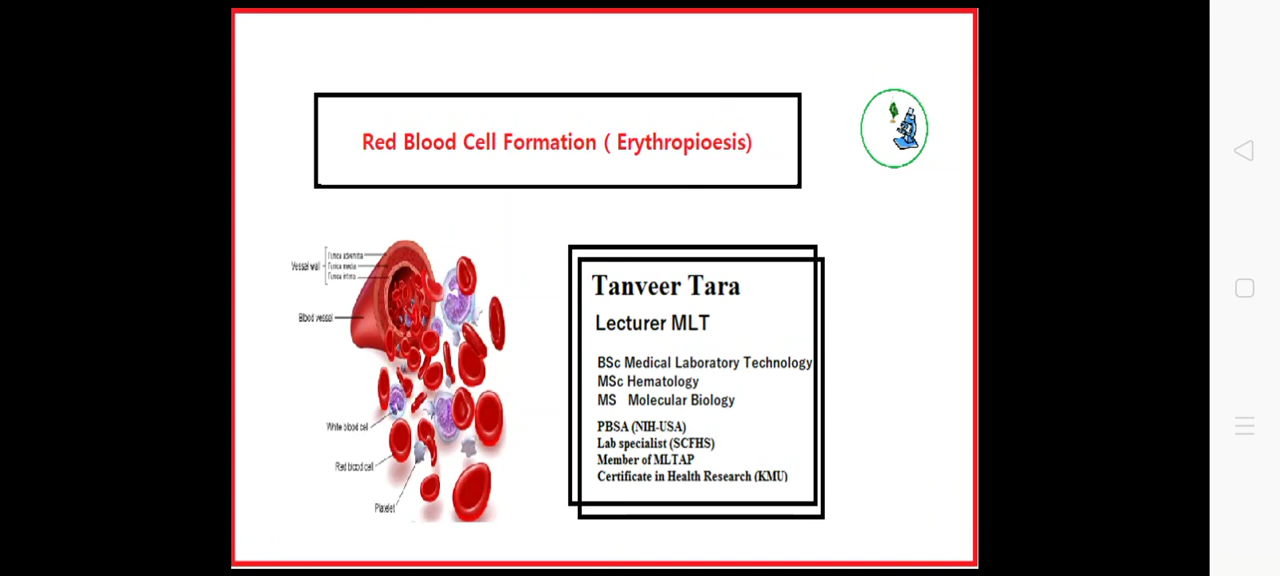 Red Blood Cell Formation ( Erythropioesis)
Vessel wall
Tunica adventitia
Tunica media
Tunica intima
Blood vessel
White blood cell
Red blood cell
Platelet
Tanveer Tara
Lecturer MLT
BSc Medical Laboratory Technology
MSc Hematology
MS Molecular Biology
PBSA (NIH-USA)
Lab specialist (SCFHS)
Member of MLTAP
Certificate in Health Research (KMU)